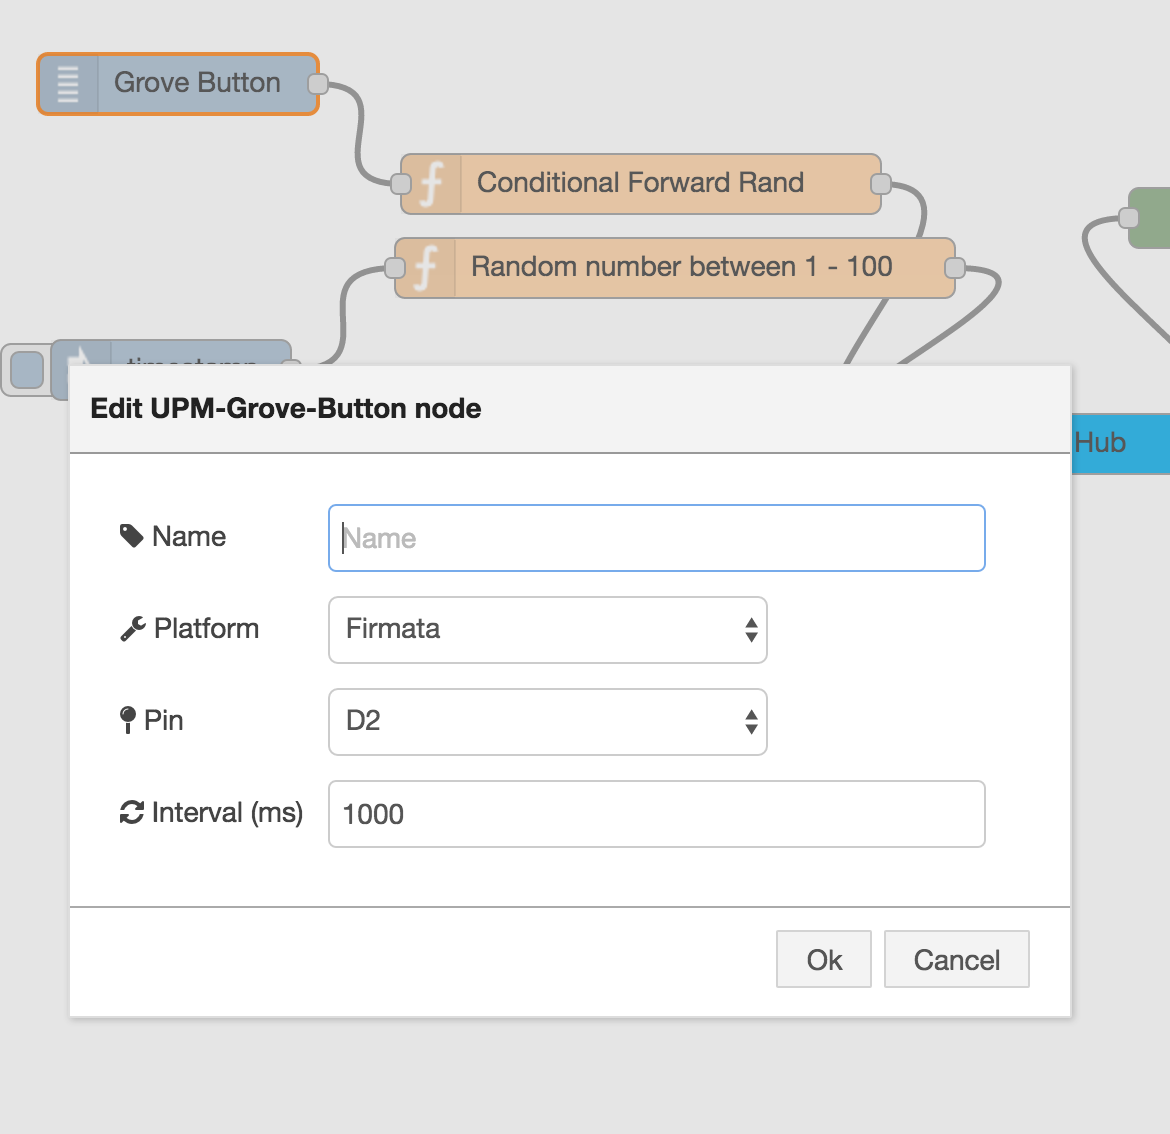 Grove Button
Conditional Forward Rand
Random number between 1 - 100
timestamp
Hub
Edit UPM-Grove-Button node
Name
Name
Platform
Firmata
Pin
D2
Interval (ms)
1000
Ok
Cancel